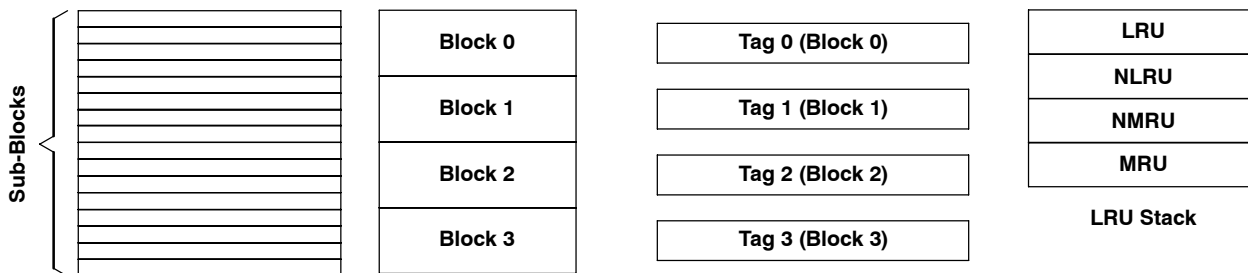 Sub-Blocks
Block 0
Block 1
Block 2
Block 3
Tag 0 (Block 0)
Tag 1 (Block 1)
Tag 2 (Block 2)
Tag 3 (Block 3)
LRU
NLRU
NMRU
MRU
LRU Stack